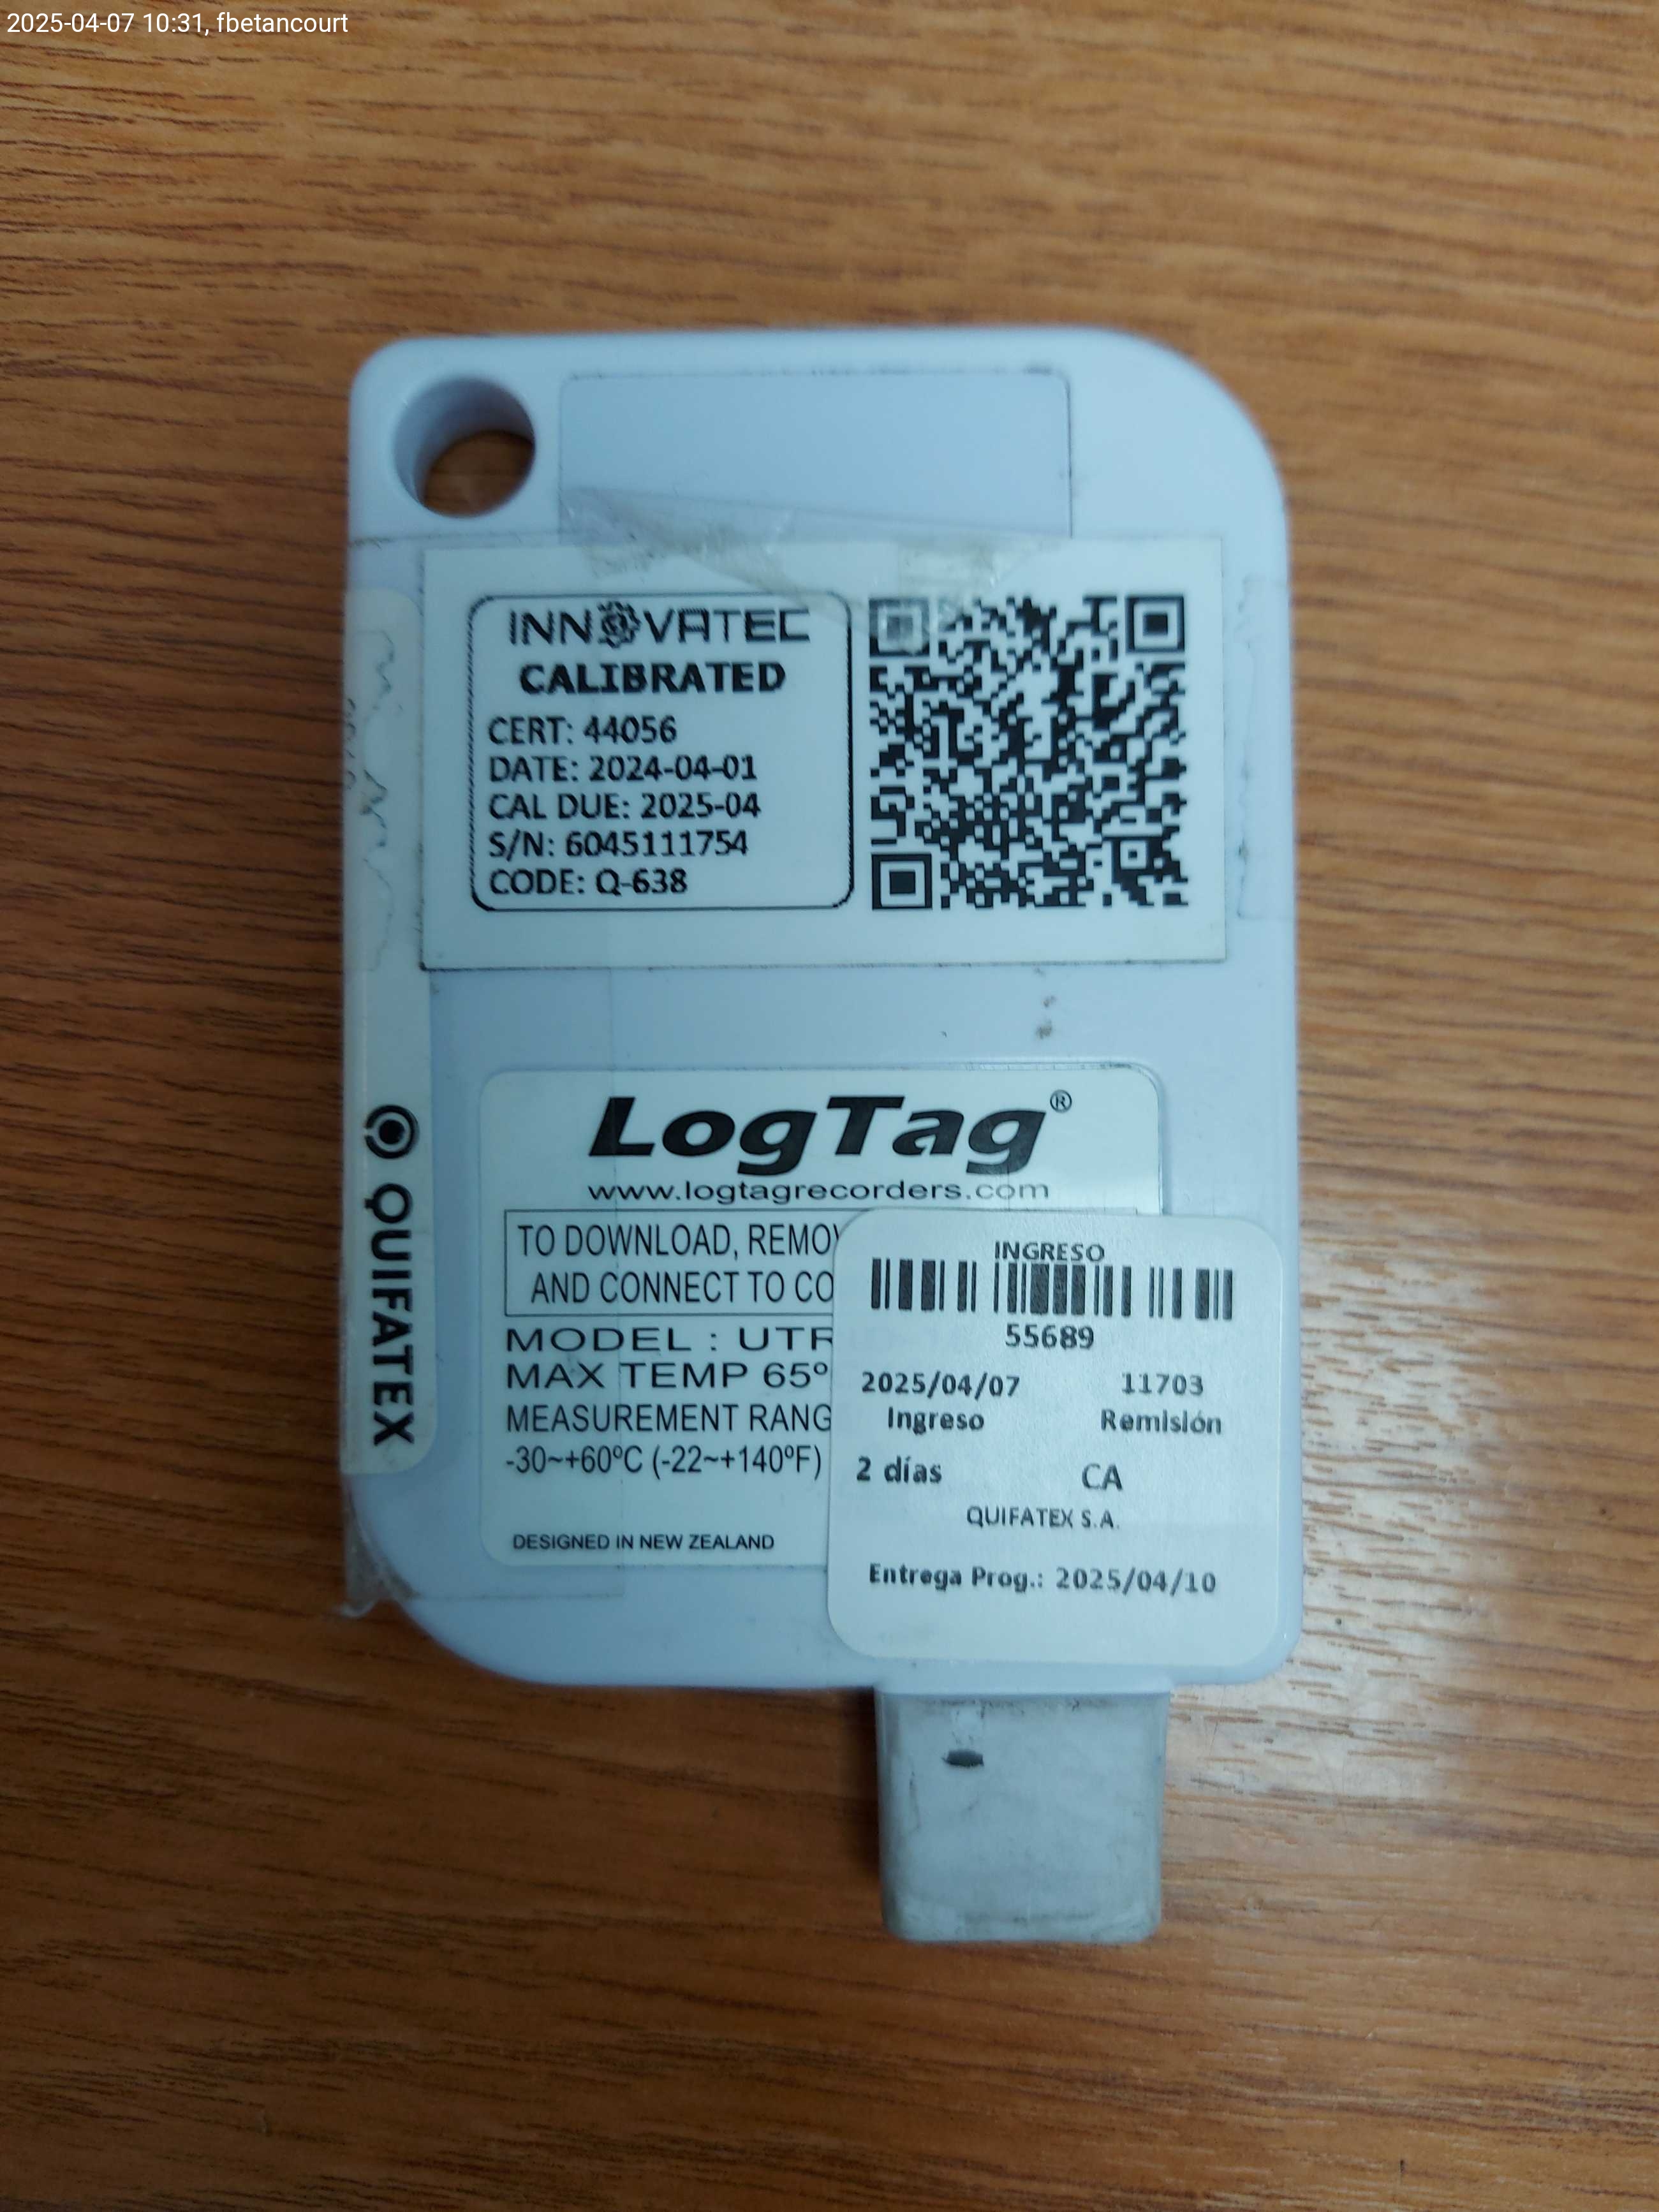 2025-04-07 10:31, fbetancourt
INNOVATEC
CALIBRATED
CERT: 44056
DATE: 2024-04-01
CAL DUE: 2025-04
S/N: 6045111754
CODE: Q-638
QUIFATEX
LogTag®
www.logtagrecorders.com
TO DOWNLOAD, REMOV
AND CONNECT TO CO
MODEL : UTR
MAX TEMP 65º
MEASUREMENT RANG
-30~+60ºC (-22~+140ºF)
DESIGNED IN NEW ZEALAND
INGRESO
55689
2025/04/07 11703
Ingreso Remisión
2 días CA
QUIFATEX S.A.
Entrega Prog.: 2025/04/10